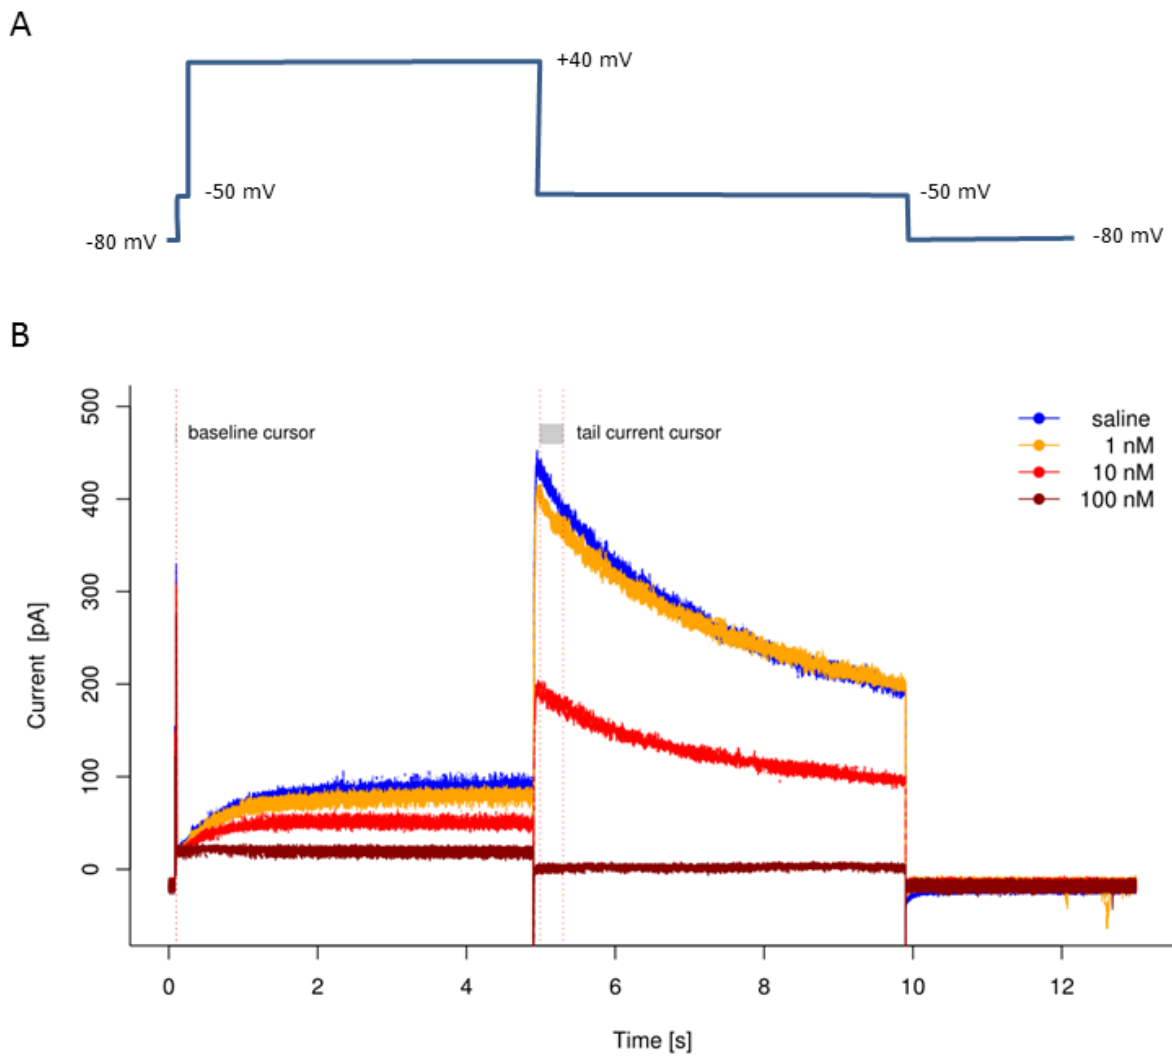 A
+40 mV
-50 mV
-50 mV
-80 mV
-80 mV
B
500
400
300
200
100
0
Current [pA]
baseline cursor
tail current cursor
saline
1 nM
10 nM
100 nM
0
2
4
6
8
10
12
Time [s]